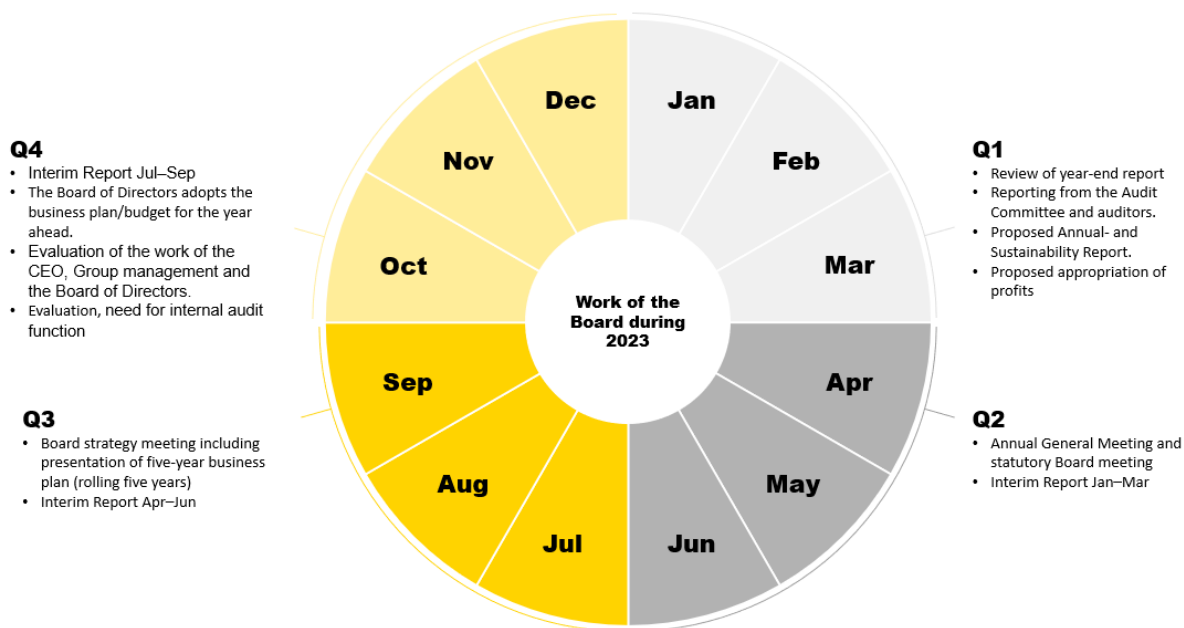 Dec
Jan
Nov
Feb
Oct
Mar
Work of the
Board during
2023
Sep
Apr
Aug
May
Jul
Jun
Q4
• Interim Report Jul–Sep
• The Board of Directors adopts the
business plan/budget for the year
ahead.
• Evaluation of the work of the
CEO, Group management and
the Board of Directors.
• Evaluation, need for internal audit
function
Q1
• Review of year-end report
• Reporting from the Audit
Committee and auditors.
• Proposed Annual- and
Sustainability Report.
• Proposed appropriation of
profits
Q3
• Board strategy meeting including
presentation of five-year business
plan (rolling five years)
• Interim Report Apr–Jun
Q2
• Annual General Meeting and
statutory Board meeting
• Interim Report Jan–Mar